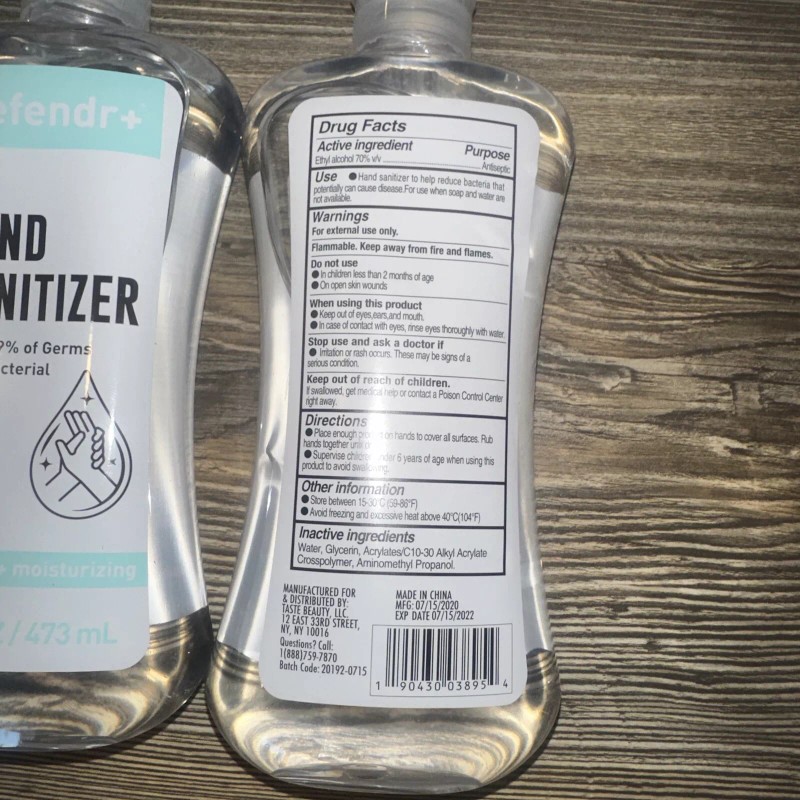 efendr+
ND
NITIZER
9% of Germs
cterial
+ moisturizing
Z / 473 mL
Drug Facts
Active ingredient Purpose
Ethyl alcohol 70% v/v Antiseptic
Use ● Hand sanitizer to help reduce bacteria that
potentially can cause disease.For use when soap and water are
not available.
Warnings
For external use only.
Flammable. Keep away from fire and flames.
Do not use
● In children less than 2 months of age
● On open skin wounds
When using this product
● Keep out of eyes,ears,and mouth.
● In case of contact with eyes, rinse eyes thoroughly with water.
Stop use and ask a doctor if
● Irritation or rash occurs. These may be signs of a
serious condition.
Keep out of reach of children.
If swallowed, get medical help or contact a Poison Control Center
right away.
Directions
● Place enough on hands to cover all surfaces. Rub
hands together until
● Supervise under 6 years of age when using this
product to avoid swallowing.
Other information
● Store between 15-30°C (59-86°F)
● Avoid freezing and excessive heat above 40°C(104°F)
Inactive ingredients
Water, Glycerin, Acrylates/C10-30 Alkyl Acrylate
Crosspolymer, Aminomethyl Propanol.
MANUFACTURED FOR
& DISTRIBUTED BY:
TASTE BEAUTY, LLC.
12 EAST 33RD STREET,
NY, NY 10016
Questions? Call:
1(888)759-7870
Batch Code: 20192-0715
MADE IN CHINA
MFG: 07/15/2020
EXP DATE 07/15/2022
1 90430 03895 4